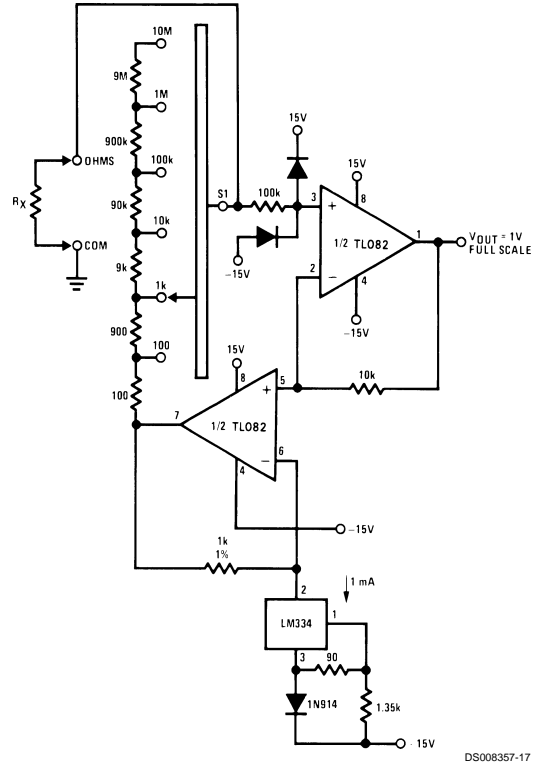 10M
9M
1M
900k
100k
90k
10k
9k
1k
900
100
100
OHMS
RX
COM
S1
100k
15V
-15V
3
+
2
−
1/2 TL082
15V
8
1
4
-15V
VOUT = 1V
FULL SCALE
10k
15V
8
+
5
7
1/2 TL082
−
6
4
-15V
1k
1%
2
1 mA
LM334
1
3
90
1N914
1.35k
- 15V
DS008357-17